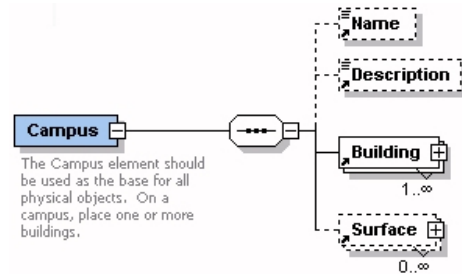 Name
Description
Campus
Building
1..∞
The Campus element should
be used as the base for all
physical objects. On a
campus, place one or more
buildings.
Surface
0..∞